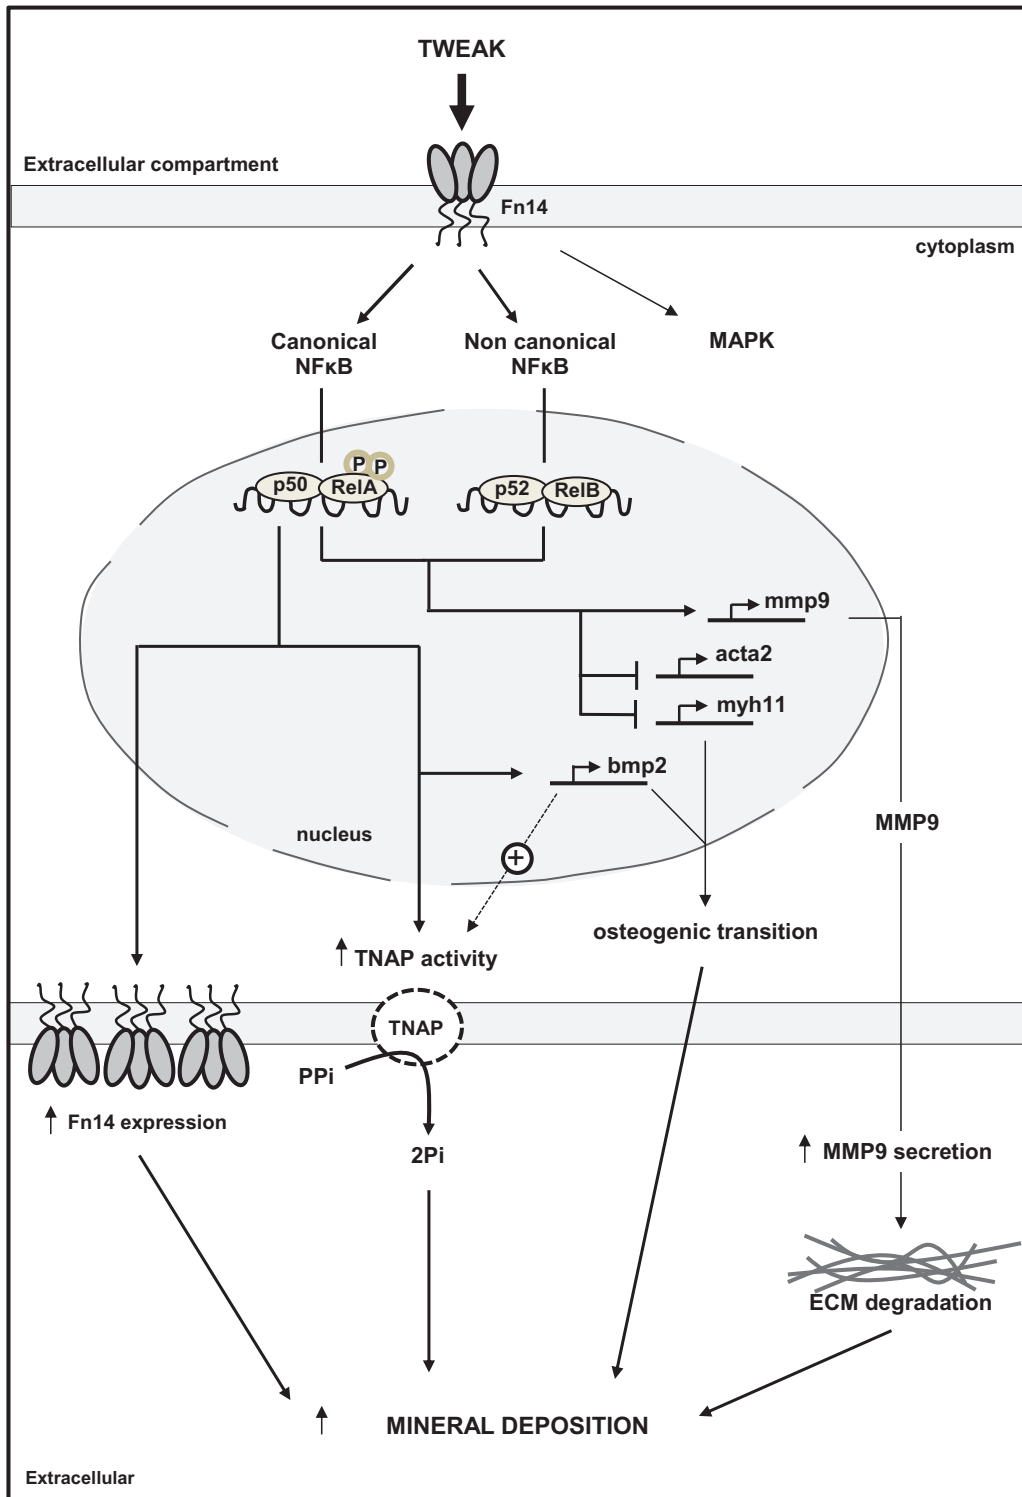 TWEAK
Extracellular compartment
Fn14
cytoplasm
Canonical
NFκB
Non canonical
NFκB
MAPK
P P
p50 RelA
p52 RelB
mmp9
acta2
myh11
bmp2
nucleus
MMP9
+
osteogenic transition
TNAP activity
TNAP
PPi
Fn14 expression
2Pi
MMP9 secretion
ECM degradation
MINERAL DEPOSITION
Extracellular